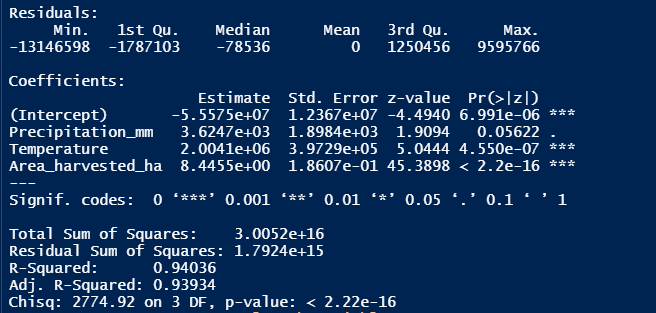 Residuals:
Min. 1st Qu. Median Mean 3rd Qu. Max.
-13146598 -1787103 -78536 0 1250456 9595766
Coefficients:
Estimate Std. Error z-value Pr(>|z|)
(Intercept) -5.5575e+07 1.2367e+07 -4.4940 6.991e-06 ***
Precipitation_mm 3.6247e+03 1.8984e+03 1.9094 0.05622 .
Temperature 2.0041e+06 3.9729e+05 5.0444 4.550e-07 ***
Area_harvested_ha 8.4455e+00 1.8607e-01 45.3898 < 2.2e-16 ***
---
Signif. codes: 0 ‘***’ 0.001 ‘**’ 0.01 ‘*’ 0.05 ‘.’ 0.1 ‘ ’ 1
Total Sum of Squares: 3.0052e+16
Residual Sum of Squares: 1.7924e+15
R-Squared: 0.94036
Adj. R-Squared: 0.93934
Chisq: 2774.92 on 3 DF, p-value: < 2.22e-16